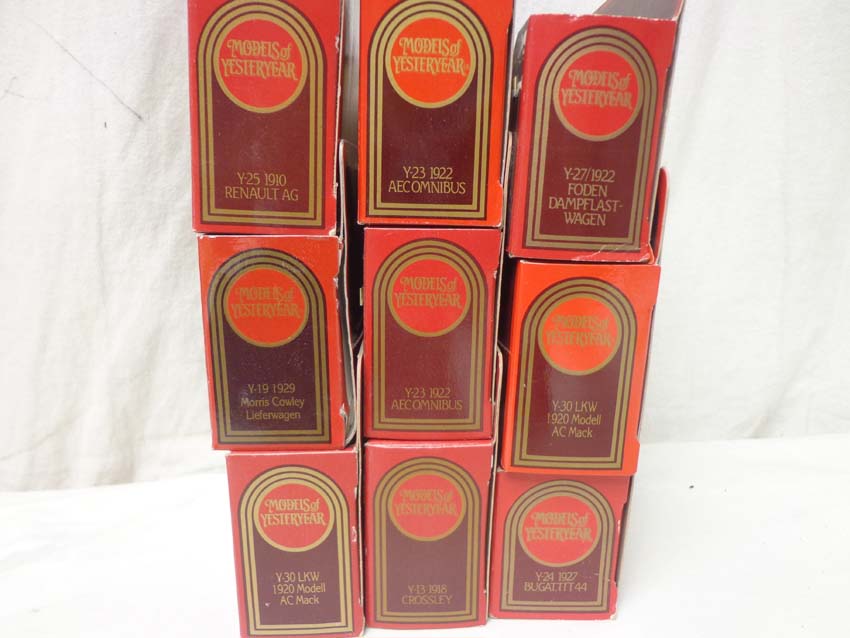 MODELS of
YESTERYEAR
Y-25 1910
RENAULT AG
MODELS of
YESTERYEAR
Y-23 1922
AEC OMNIBUS
MODELS of
YESTERYEAR
Y-27/1922
FODEN
DAMPFLAST-
WAGEN
MODELS of
YESTERYEAR
Y-19 1929
Morris Cowley
Lieferwagen
MODELS of
YESTERYEAR
Y-23 1922
AEC OMNIBUS
MODELS of
YESTERYEAR
Y-30 LKW
1920 Modell
AC Mack
MODELS of
YESTERYEAR
Y-30 LKW
1920 Modell
AC Mack
MODELS of
YESTERYEAR
Y-13 1918
CROSSLEY
MODELS of
YESTERYEAR
Y-24 1927
BUGATTI T 44